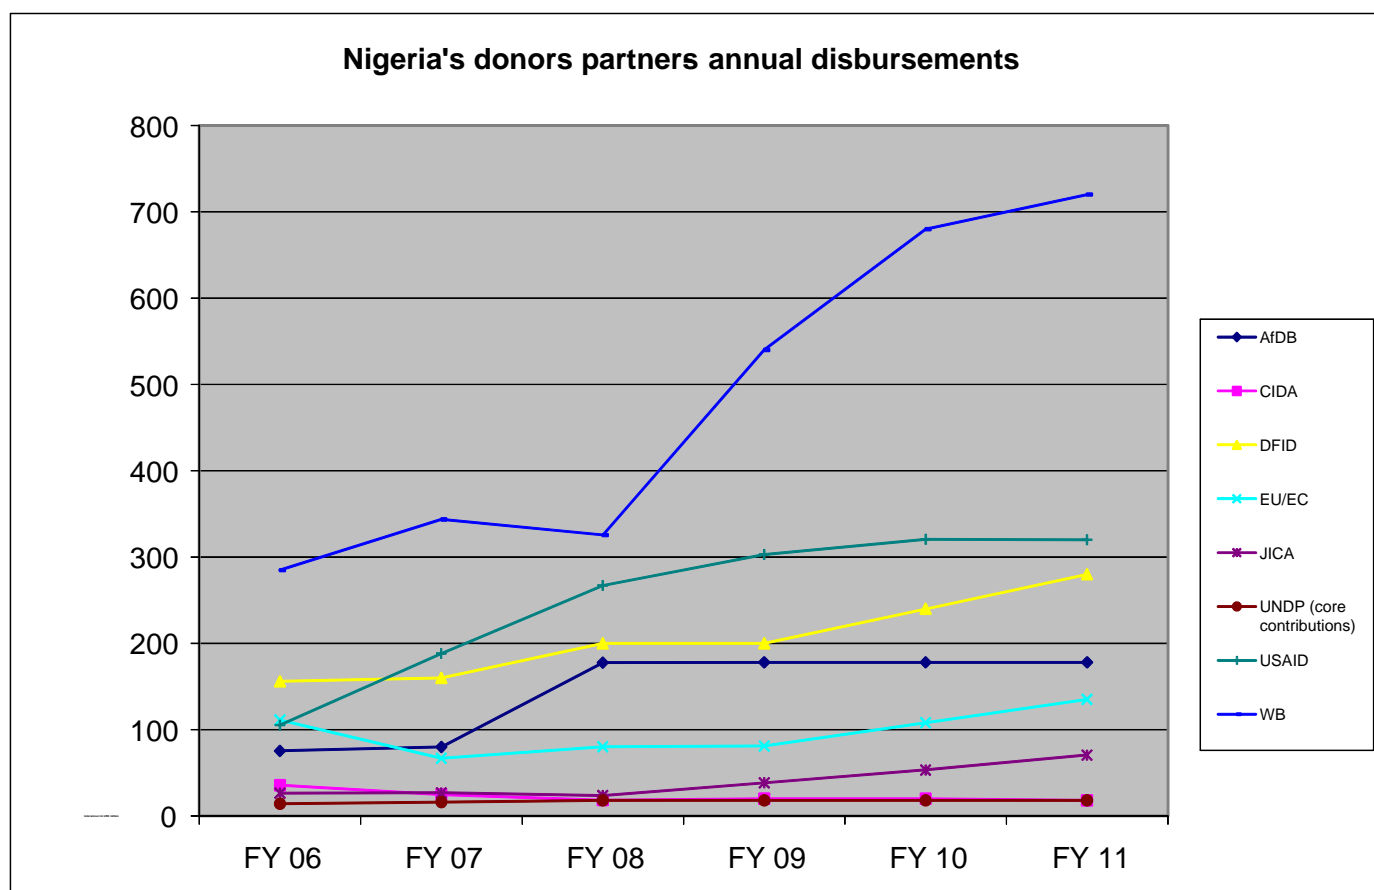 Nigeria's donors partners annual disbursements
800
700
600
500
400
300
200
100
0
FY 06 FY 07 FY 08 FY 09 FY 10 FY 11
AfDB
CIDA
DFID
EU/EC
JICA
UNDP (core
contributions)
USAID
WB